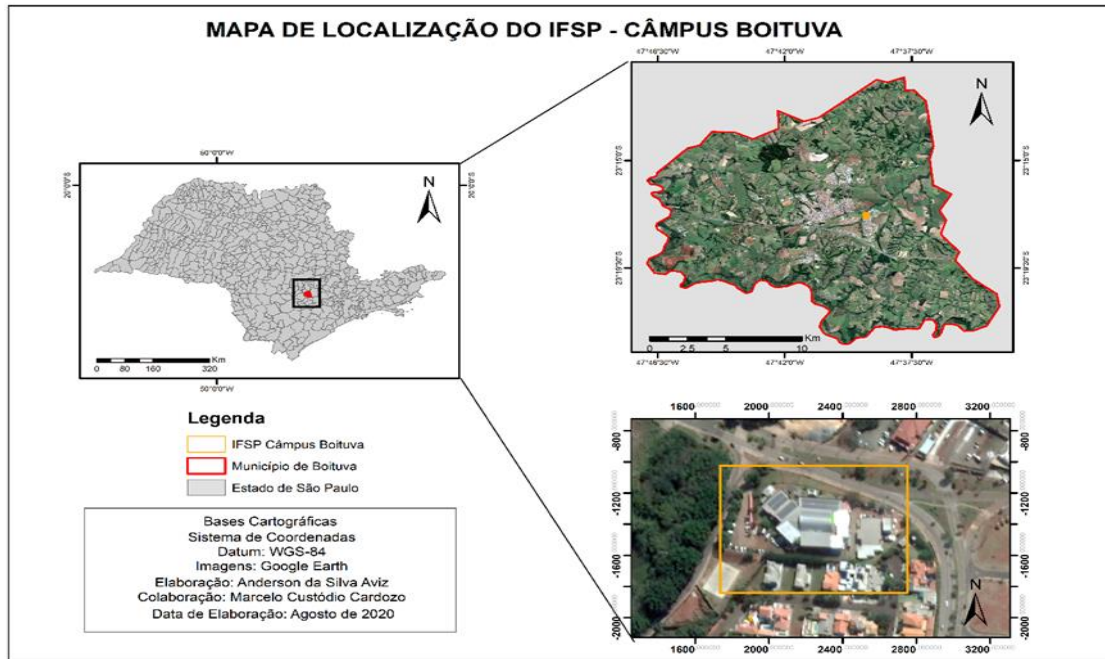 MAPA DE LOCALIZAÇÃO DO IFSP - CÂMPUS BOITUVA
50°0'0"W
20°0'0"S
20°0'0"S
N
Km
0 80 160 320
50°0'0"W
47°46'30"W 47°42'0"W 47°37'30"W
N
23°15'0"S
23°15'0"S
23°19'30"S
23°19'30"S
Km
0 2,5 5 10
47°46'30"W 47°42'0"W 47°37'30"W
Legenda
IFSP Câmpus Boituva
Município de Boituva
Estado de São Paulo
Bases Cartográficas
Sistema de Coordenadas
Datum: WGS-84
Imagens: Google Earth
Elaboração: Anderson da Silva Aviz
Colaboração: Marcelo Custódio Cardozo
Data de Elaboração: Agosto de 2020
1600 2000 2400 2800 3200
-800
-800
-1200
-1200
-1600
-1600
-2000
-2000
N
1600 2000 2400 2800 3200